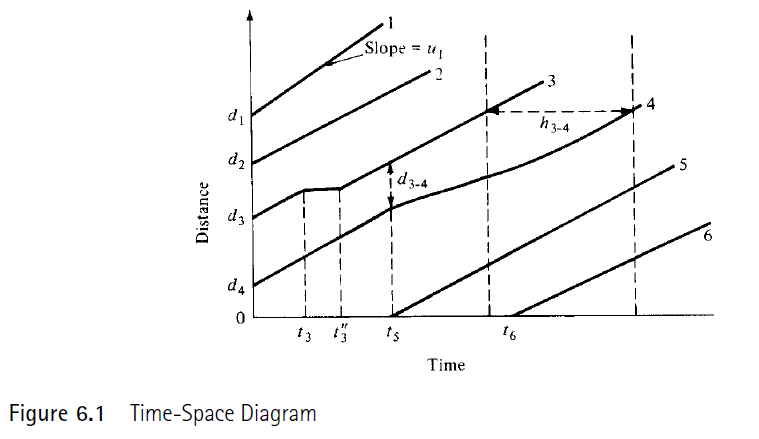 1
Slope = u₁
2
3
4
h₃₋₄
5
6
d₁
d₂
d₃
d₄
d₃₋₄
0
Distance
t₃ t″₃ t₅ t₆
Time
Figure 6.1 Time-Space Diagram